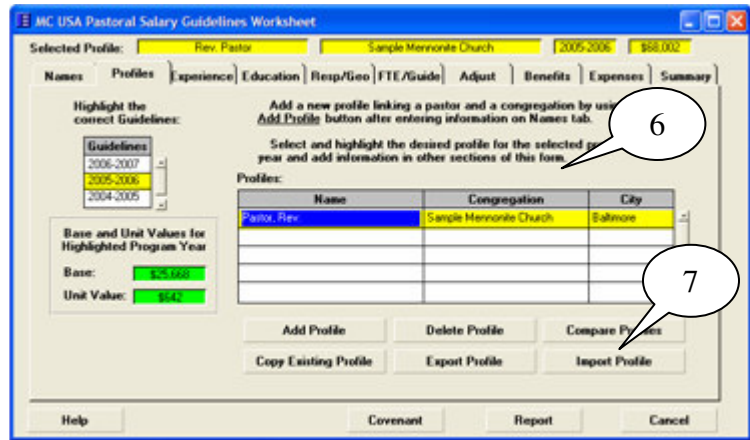 MC USA Pastoral Salary Guidelines Worksheet
Selected Profile: Rev. Pastor Sample Mennonite Church 2005-2006 $68,002
Names Profiles Experience Education Resp/Geo FTE/Guide Adjust Benefits Expenses Summary
Highlight the
correct Guidelines:
Guidelines
2006-2007
2005-2006
2004-2005
Base and Unit Values for
Highlighted Program Year
Base: $25,668
Unit Value: $642
Add a new profile linking a pastor and a congregation by
Add Profile button after entering information on Names tab.
Select and highlight the desired profile for the selected
year and add information in other sections of this form.
6
Profiles:
Name Congregation City
Pastor, Rev. Sample Mennonite Church Baltimore
7
Add Profile Delete Profile Compare
Copy Existing Profile Export Profile Import Profile
Help Covenant Report Cancel